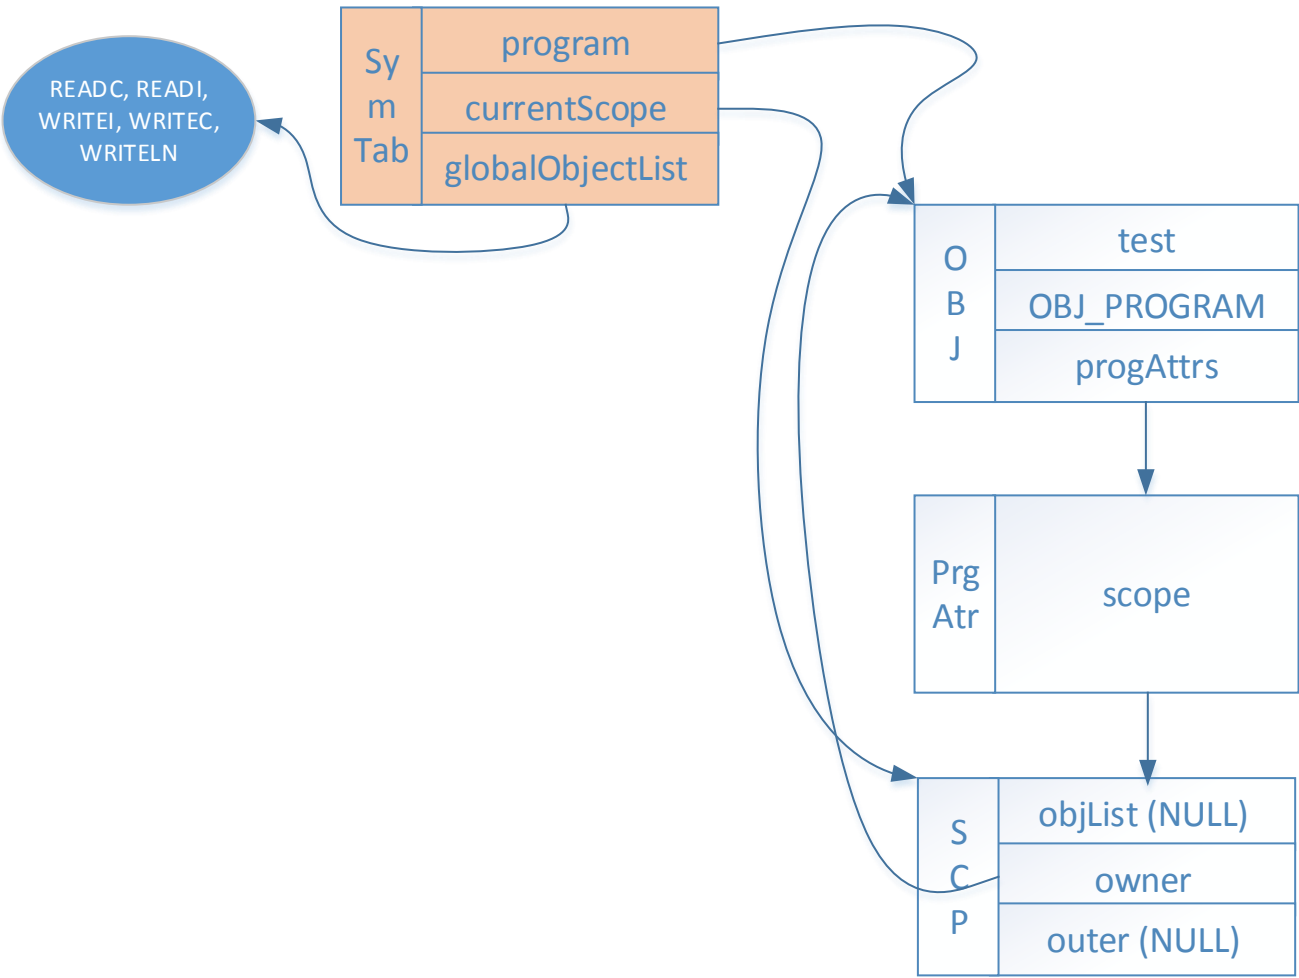 READC, READI,
WRITEI, WRITEC,
WRITELN
Sy
m
Tab
program
currentScope
globalObjectList
O
B
J
test
OBJ_PROGRAM
progAttrs
Prg
Atr
scope
S
C
P
objList (NULL)
owner
outer (NULL)